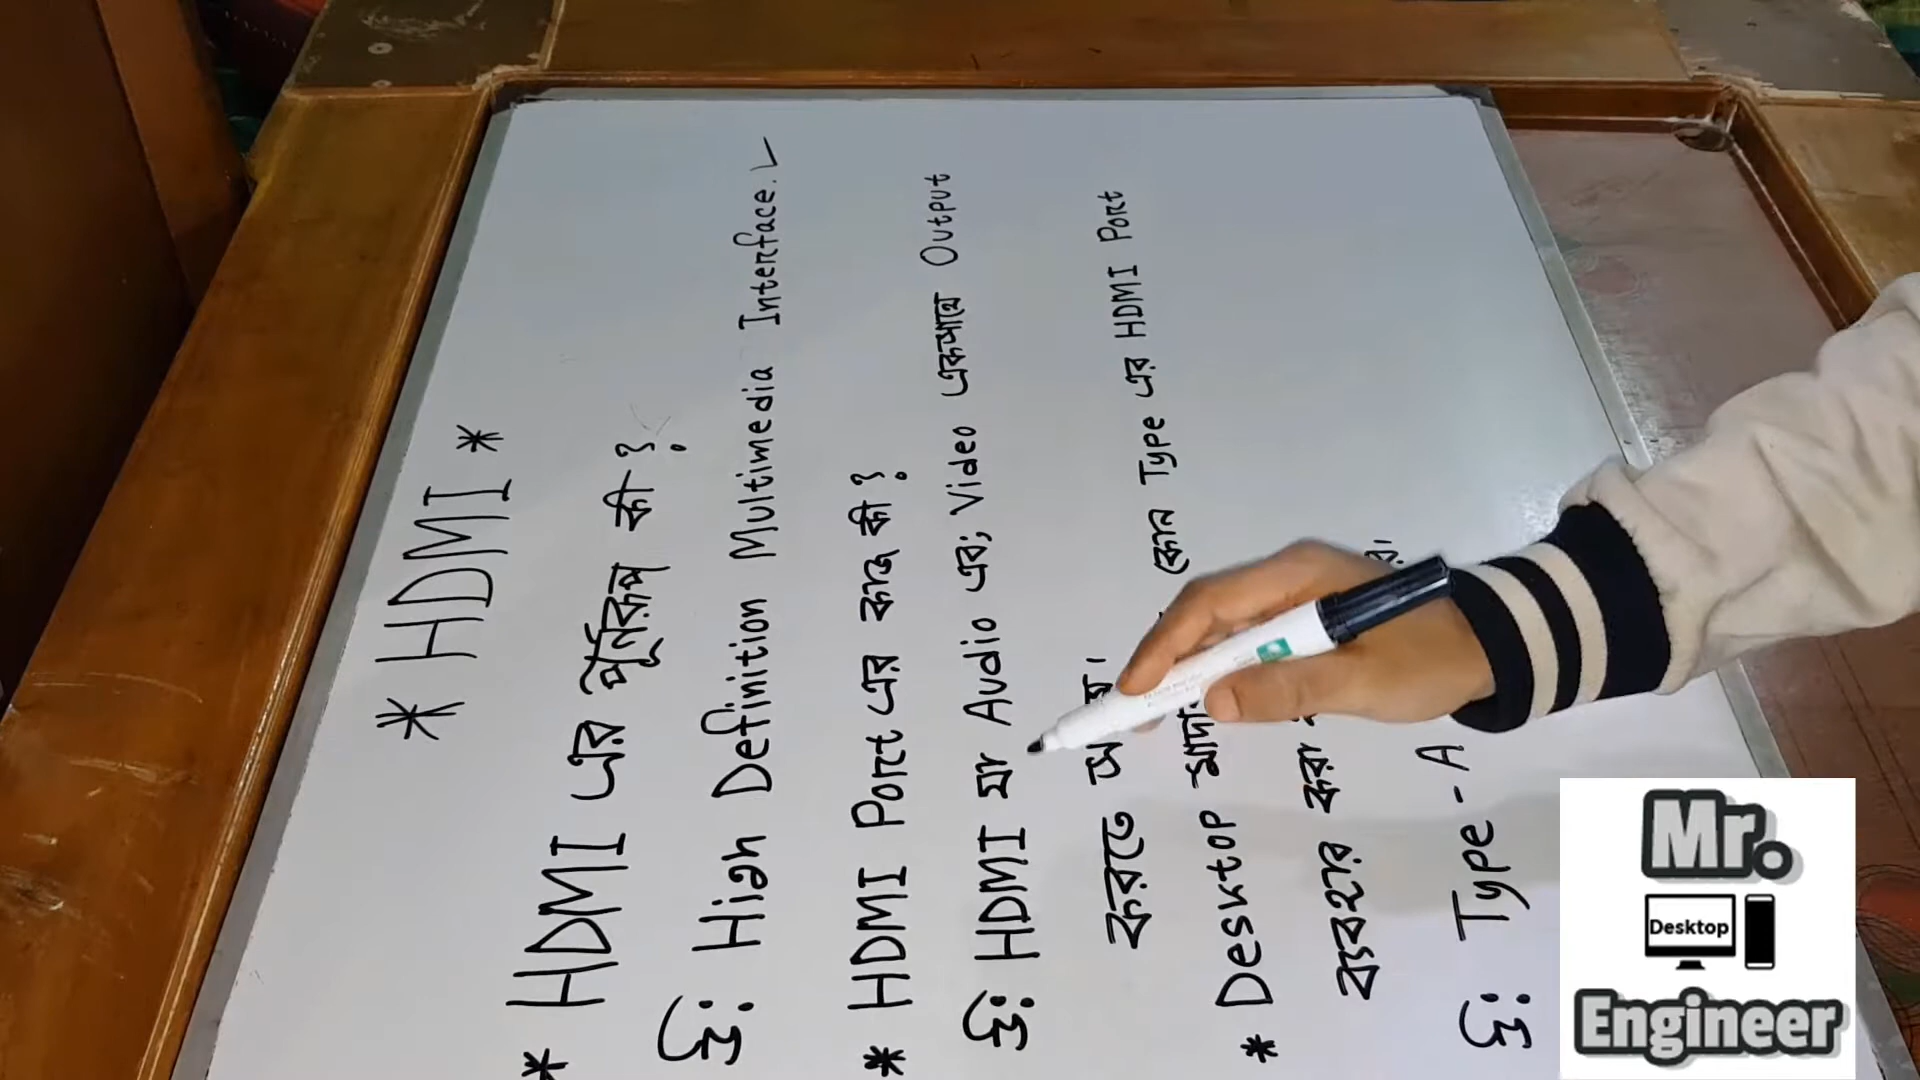 * HDMI *
* HDMI এর পূর্ণরূপ কী?
উ: High Definition Multimedia Interface.
* HDMI Port এর কাজ কী?
উ: HDMI যা Audio এবং Video একসাথে Output
করতে
* Desktop কোন Type এর HDMI Port
ব্যবহার করা
উ: Type-A
Mr.
Desktop
Engineer